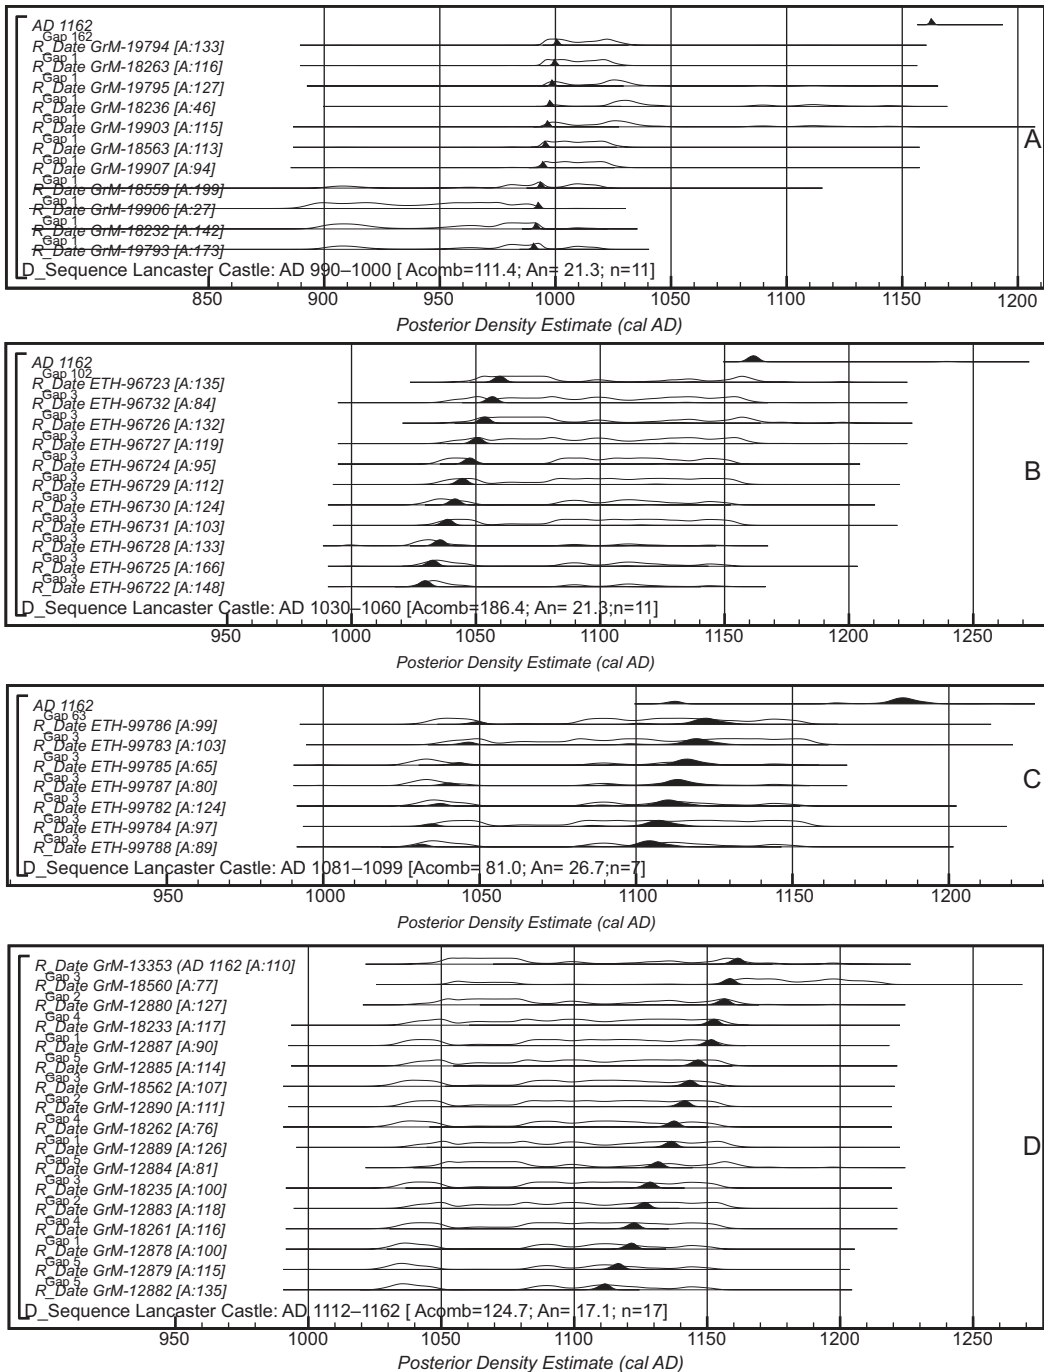 AD 1162
Gap 162
R_Date GrM-19794 [A:133]
Gap 1
R_Date GrM-18263 [A:116]
Gap 1
R_Date GrM-19795 [A:127]
Gap 1
R_Date GrM-18236 [A:46]
Gap 1
R_Date GrM-19903 [A:115]
Gap 1
R_Date GrM-18563 [A:113]
Gap 1
R_Date GrM-19907 [A:94]
Gap 1
R_Date GrM-18559 [A:199]
Gap 1
R_Date GrM-19906 [A:27]
Gap 1
R_Date GrM-18232 [A:142]
Gap 1
R_Date GrM-19793 [A:173]
D_Sequence Lancaster Castle: AD 990–1000 [ Acomb=111.4; An= 21.3; n=11]
A
850 900 950 1000 1050 1100 1150 1200
Posterior Density Estimate (cal AD)
AD 1162
Gap 102
R_Date ETH-96723 [A:135]
Gap 3
R_Date ETH-96732 [A:84]
Gap 3
R_Date ETH-96726 [A:132]
Gap 3
R_Date ETH-96727 [A:119]
Gap 3
R_Date ETH-96724 [A:95]
Gap 3
R_Date ETH-96729 [A:112]
Gap 3
R_Date ETH-96730 [A:124]
Gap 3
R_Date ETH-96731 [A:103]
Gap 3
R_Date ETH-96728 [A:133]
Gap 3
R_Date ETH-96725 [A:166]
Gap 3
R_Date ETH-96722 [A:148]
D_Sequence Lancaster Castle: AD 1030–1060 [Acomb=186.4; An= 21.3;n=11]
B
950 1000 1050 1100 1150 1200 1250
Posterior Density Estimate (cal AD)
AD 1162
Gap 63
R_Date ETH-99786 [A:99]
Gap 3
R_Date ETH-99783 [A:103]
Gap 3
R_Date ETH-99785 [A:65]
Gap 3
R_Date ETH-99787 [A:80]
Gap 3
R_Date ETH-99782 [A:124]
Gap 3
R_Date ETH-99784 [A:97]
Gap 3
R_Date ETH-99788 [A:89]
D_Sequence Lancaster Castle: AD 1081–1099 [Acomb= 81.0; An= 26.7;n=7]
C
950 1000 1050 1100 1150 1200
Posterior Density Estimate (cal AD)
R_Date GrM-13353 (AD 1162 [A:110]
Gap 3
R_Date GrM-18560 [A:77]
Gap 2
R_Date GrM-12880 [A:127]
Gap 4
R_Date GrM-18233 [A:117]
Gap 1
R_Date GrM-12887 [A:90]
Gap 5
R_Date GrM-12885 [A:114]
Gap 3
R_Date GrM-18562 [A:107]
Gap 2
R_Date GrM-12890 [A:111]
Gap 4
R_Date GrM-18262 [A:76]
Gap 1
R_Date GrM-12889 [A:126]
Gap 5
R_Date GrM-12884 [A:81]
Gap 3
R_Date GrM-18235 [A:100]
Gap 2
R_Date GrM-12883 [A:118]
Gap 4
R_Date GrM-18261 [A:116]
Gap 1
R_Date GrM-12878 [A:100]
Gap 5
R_Date GrM-12879 [A:115]
Gap 5
R_Date GrM-12882 [A:135]
D_Sequence Lancaster Castle: AD 1112–1162 [ Acomb=124.7; An= 17.1; n=17]
D
950 1000 1050 1100 1150 1200 1250
Posterior Density Estimate (cal AD)